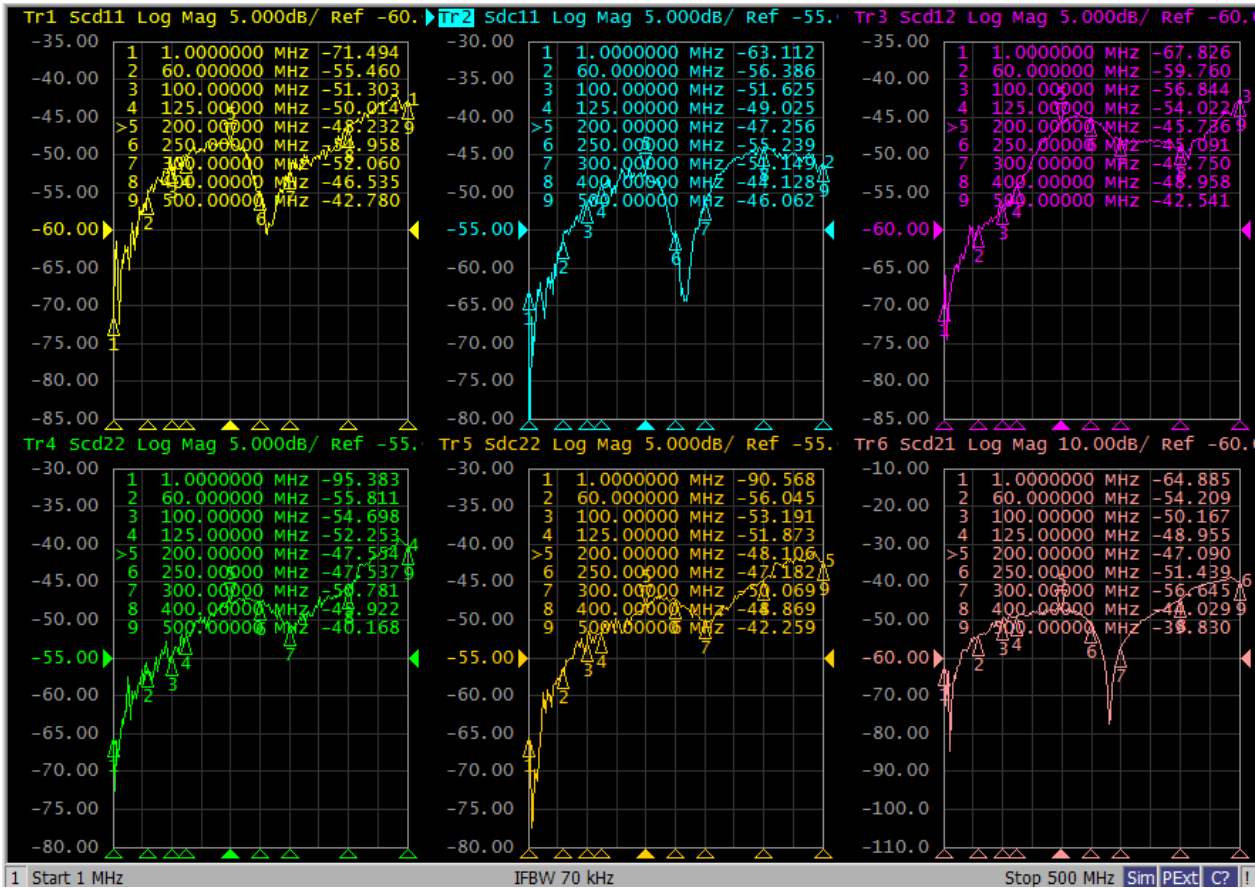 Tr1 Scd11 Log Mag 5.000dB/ Ref -60.
-35.00
-40.00
-45.00
-50.00
-55.00
-60.00
-65.00
-70.00
-75.00
-80.00
-85.00
1 1.0000000 MHz -71.494
2 60.000000 MHz -55.460
3 100.00000 MHz -51.303
4 125.00000 MHz -50.014
>5 200.00000 MHz -48.232
6 250.00000 MHz
7 300.00000 MHz -52.060
8 400.00000 MHz -46.535
9 500.00000 MHz -42.780
Tr2 Sdc11 Log Mag 5.000dB/ Ref -55.
-30.00
-35.00
-40.00
-45.00
-50.00
-55.00
-60.00
-65.00
-70.00
-75.00
-80.00
1 1.0000000 MHz -63.112
2 60.000000 MHz -56.386
3 100.00000 MHz -51.625
4 125.00000 MHz -49.025
>5 200.00000 MHz -47.256
6 250.00000 MHz -55.239
7 300.00000 MHz
8 400.00000 MHz -44.128
9 500.00000 MHz -46.062
Tr3 Scd12 Log Mag 5.000dB/ Ref -60.
-35.00
-40.00
-45.00
-50.00
-55.00
-60.00
-65.00
-70.00
-75.00
-80.00
-85.00
1 1.0000000 MHz -67.826
2 60.000000 MHz -59.760
3 100.00000 MHz -56.844
4 125.00000 MHz -54.022
>5 200.00000 MHz -45.736
6 250.00000 MHz
7 300.00000 MHz
8 400.00000 MHz -48.958
9 500.00000 MHz -42.541
Tr4 Scd22 Log Mag 5.000dB/ Ref -55.
-30.00
-35.00
-40.00
-45.00
-50.00
-55.00
-60.00
-65.00
-70.00
-75.00
-80.00
1 1.0000000 MHz -95.383
2 60.000000 MHz -55.811
3 100.00000 MHz -54.698
4 125.00000 MHz -52.253
>5 200.00000 MHz -47.554
6 250.00000 MHz -47.537
7 300.00000 MHz
8 400.00000 MHz
9 500.00000 MHz -40.168
Tr5 Sdc22 Log Mag 5.000dB/ Ref -55.
-30.00
-35.00
-40.00
-45.00
-50.00
-55.00
-60.00
-65.00
-70.00
-75.00
-80.00
1 1.0000000 MHz -90.568
2 60.000000 MHz -56.045
3 100.00000 MHz -53.191
4 125.00000 MHz -51.873
>5 200.00000 MHz -48.106
6 250.00000 MHz -47.182
7 300.00000 MHz
8 400.00000 MHz
9 500.00000 MHz -42.259
Tr6 Scd21 Log Mag 10.00dB/ Ref -60.
-10.00
-20.00
-30.00
-40.00
-50.00
-60.00
-70.00
-80.00
-90.00
-100.0
-110.0
1 1.0000000 MHz -64.885
2 60.000000 MHz -54.209
3 100.00000 MHz -50.167
4 125.00000 MHz -48.955
>5 200.00000 MHz -47.090
6 250.00000 MHz -51.439
7 300.00000 MHz -56.645
8 400.00000 MHz
9 500.00000 MHz -39.830
1 Start 1 MHz IFBW 70 kHz Stop 500 MHz Sim PExt C? !